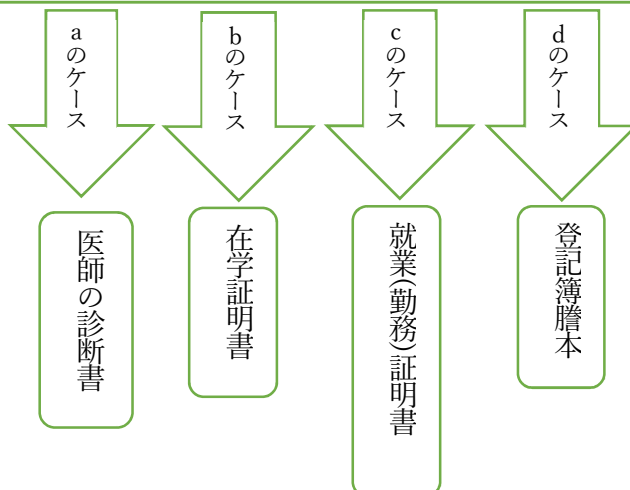 aのケース
bのケース
cのケース
dのケース
医師の診断書
在学証明書
就業(勤務)証明書
登記簿謄本